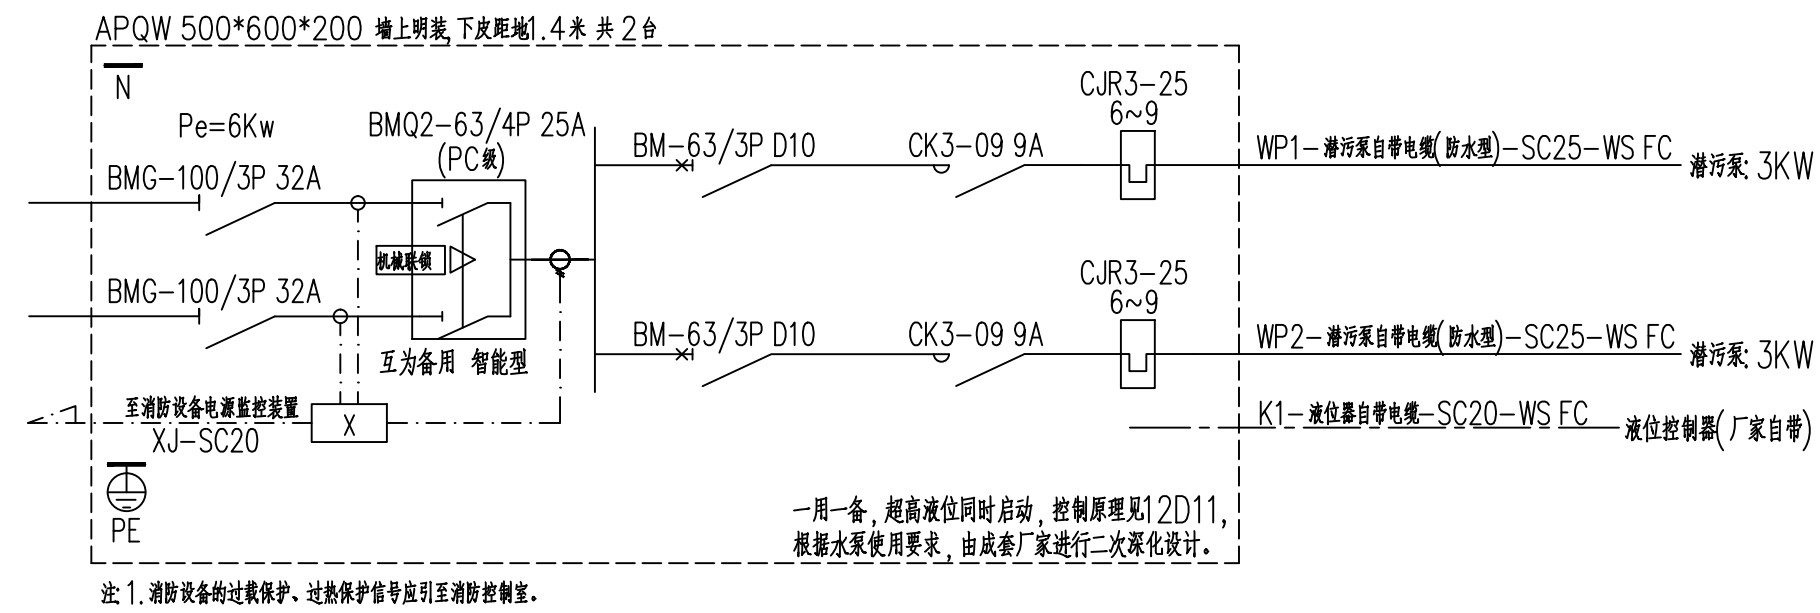 APQW 500*600*200 墙上明装,下皮距地1.4米 共 2台
N
Pe=6Kw
BMG-100/3P 32A
BMQ2-63/4P 25A
(PC级)
机械联锁
BMG-100/3P 32A
互为备用 智能型
至消防设备电源监控装置
XJ-SC20
X
PE
BM-63/3P D10
CK3-09 9A
CJR3-25
6~9
WP1-潜污泵自带电缆(防水型)-SC25-WS FC
潜污泵: 3KW
BM-63/3P D10
CK3-09 9A
CJR3-25
6~9
WP2-潜污泵自带电缆(防水型)-SC25-WS FC
潜污泵: 3KW
K1-液位器自带电缆-SC20-WS FC
液位控制器(厂家自带)
一用一备,超高液位同时启动,控制原理见12D11,
根据水泵使用要求,由成套厂家进行二次深化设计。
注:1.消防设备的过载保护、过热保护信号应引至消防控制室。